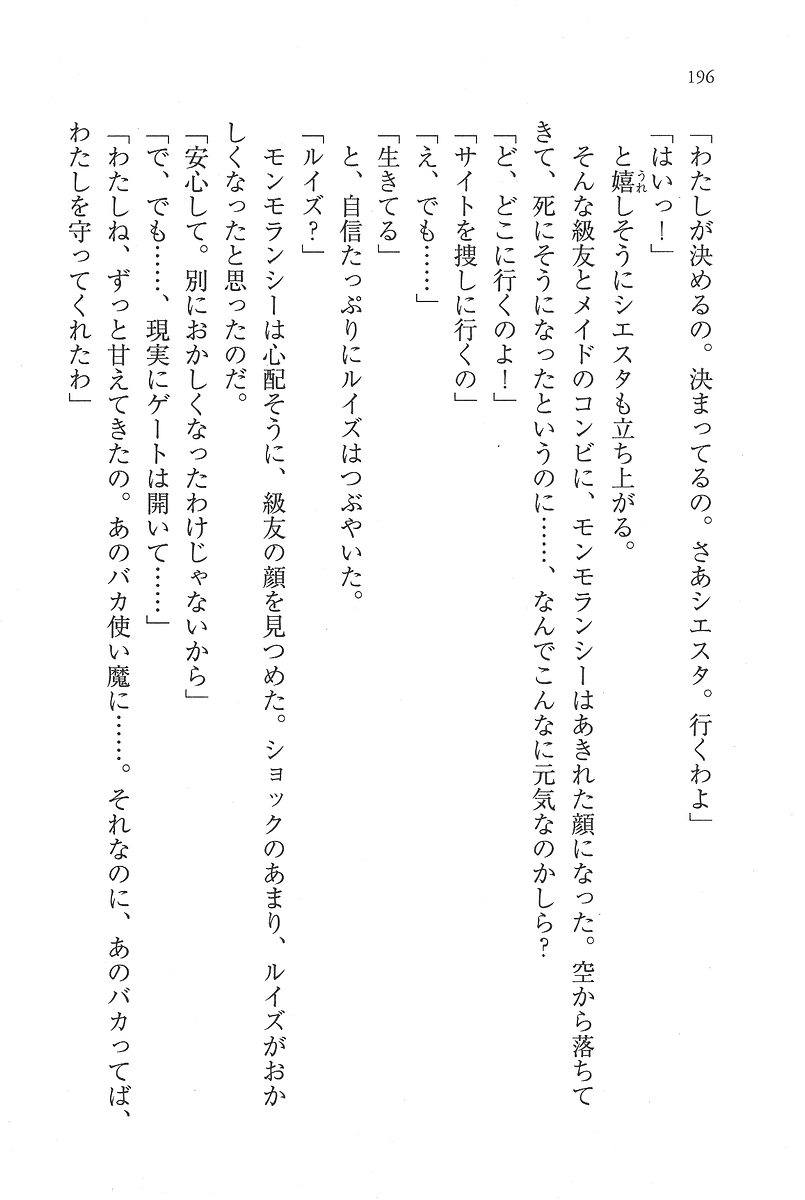 196
「わたしが決めるの。決まってるの。さあシエスタ。行くわよ」
「はいっ！」
と嬉しそうにシエスタも立ち上がる。
うれ
そんな級友とメイドのコンビに、モンモランシーはあきれた顔になった。空から落ちて
きて、死にそうになったというのに……、なんでこんなに元気なのかしら？
「ど、どこに行くのよ！」
「サイトを捜しに行くの」
「え、でも……」
「生きてる」
と、自信たっぷりにルイズはつぶやいた。
「ルイズ？」
モンモランシーは心配そうに、級友の顔を見つめた。ショックのあまり、ルイズがおか
しくなったと思ったのだ。
「安心して。別におかしくなったわけじゃないから」
「で、でも……、現実にゲートは開いて……」
「わたしね、ずっと甘えてきたの。あのバカ使い魔に……。それなのに、あのバカってば、
わたしを守ってくれたわ」